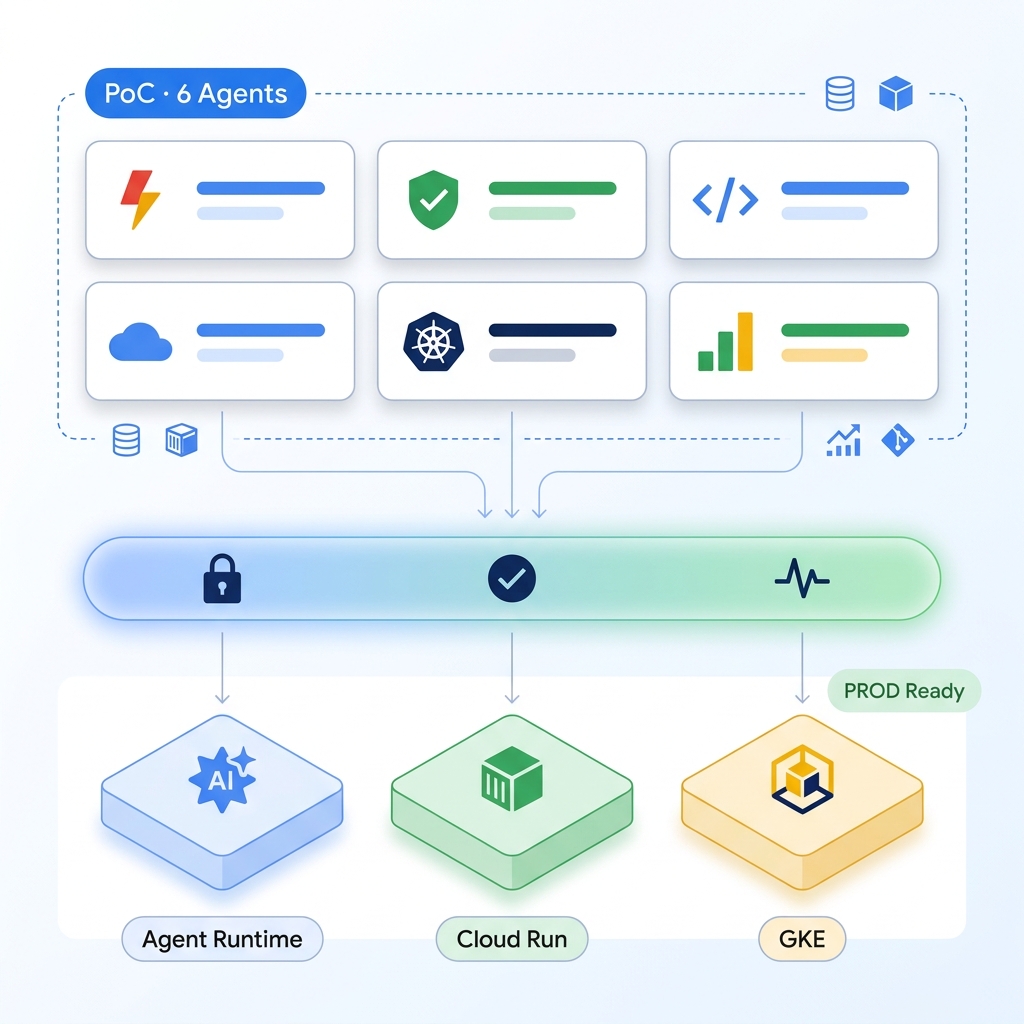 PoC · 6 Agents
PROD Ready
AI
Agent Runtime
Cloud Run
GKE